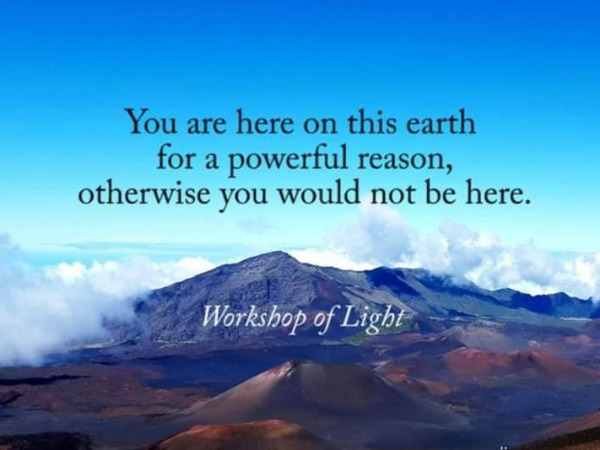 You are here on this earth
for a powerful reason,
otherwise you would not be here.
Workshop of Light